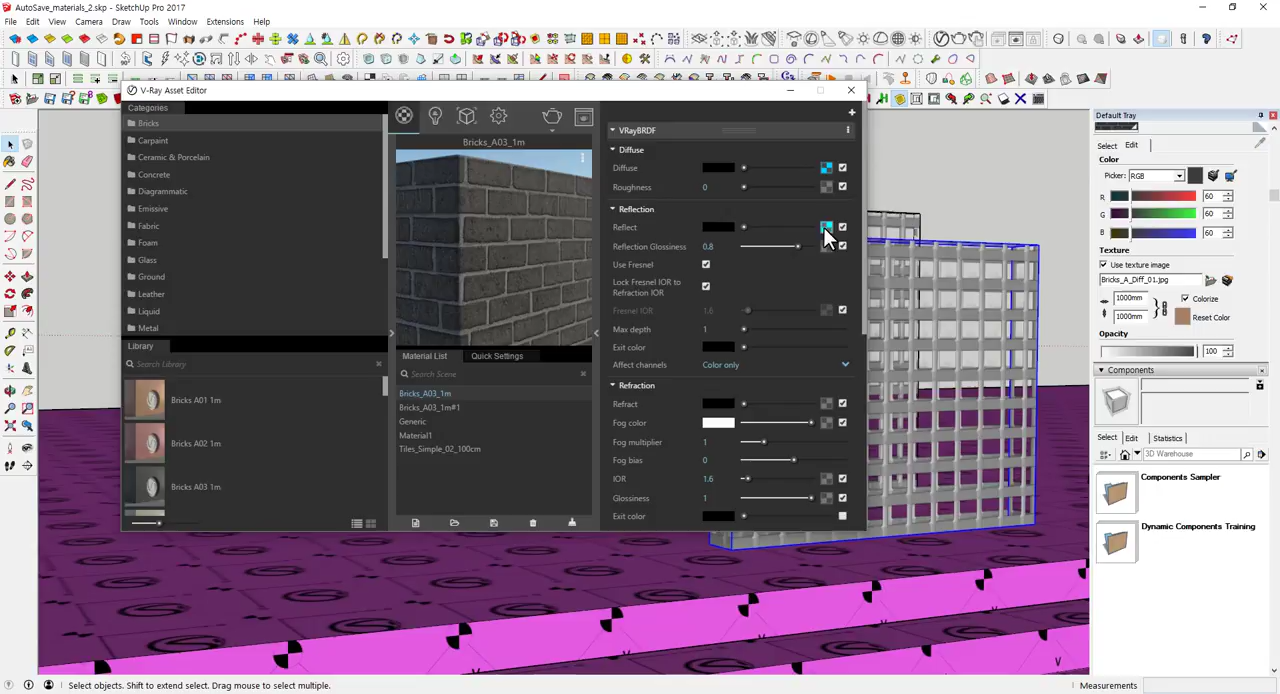 AutoSave_materials_2.skp - SketchUp Pro 2017
File Edit View Camera Draw Tools Window Extensions Help
V-Ray Asset Editor
Categories
Bricks
Carpaint
Ceramic & Porcelain
Concrete
Diagrammatic
Emissive
Fabric
Foam
Glass
Ground
Leather
Liquid
Metal
Library
Search Library
Bricks A01 1m
Bricks A02 1m
Bricks A03 1m
Bricks_A03_1m
Material List Quick Settings
Search Scene
Bricks_A03_1m
Bricks_A03_1m#1
Generic
Material1
Tiles_Simple_02_100cm
VRayBRDF
Diffuse
Diffuse
Roughness 0
Reflection
Reflect
Reflection Glossiness 0.8
Use Fresnel
Lock Fresnel IOR to
Refraction IOR
Fresnel IOR 1.6
Max depth 1
Exit color
Affect channels Color only
Refraction
Refract
Fog color
Fog multiplier 1
Fog bias 0
IOR 1.6
Glossiness 1
Exit color
Default Tray
Select Edit
Color
Picker: RGB
R 60
G 60
B 60
Texture
Use texture image
Bricks_A_Diff_01.jpg
1000mm Colorize
1000mm Reset Color
Opacity
100
Components
Select Edit Statistics
3D Warehouse
Components Sampler
Dynamic Components Training
Select objects. Shift to extend select. Drag mouse to select multiple.
Measurements